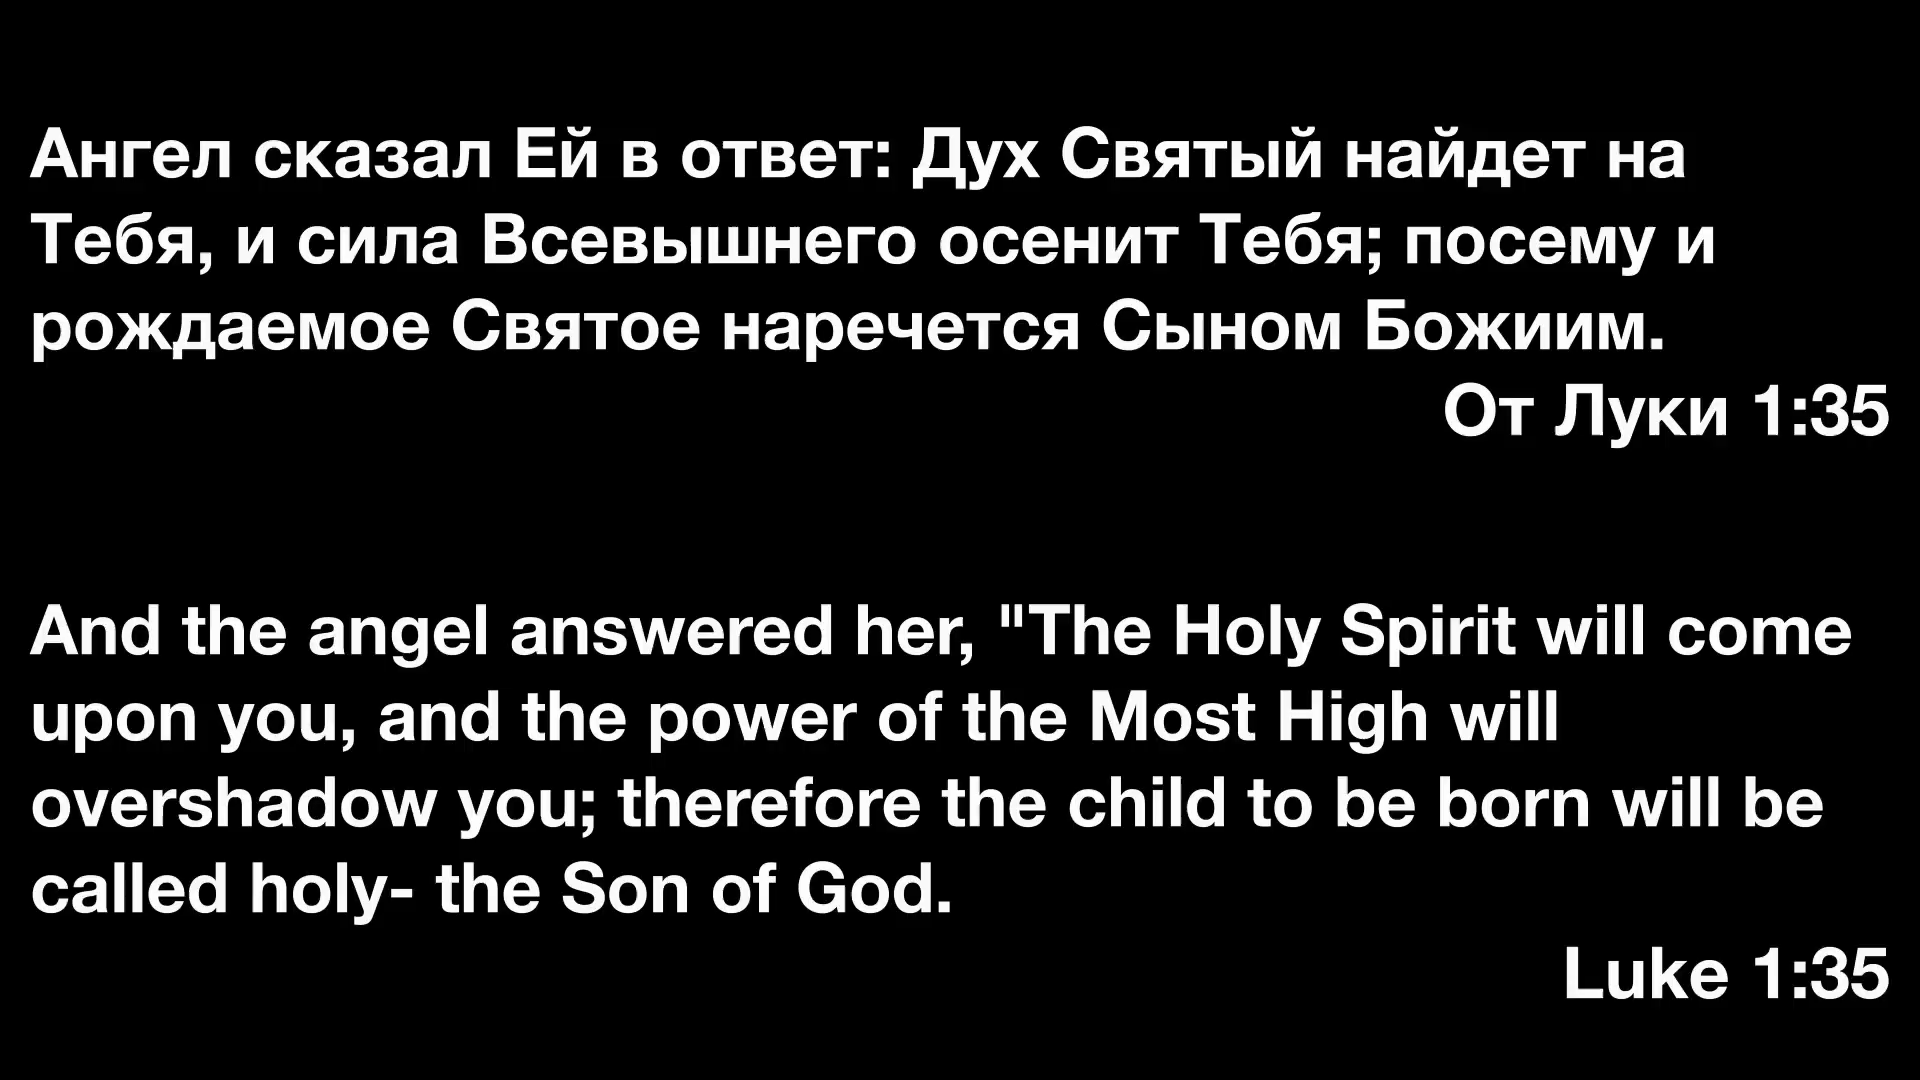 Ангел сказал Ей в ответ: Дух Святый найдет на
Тебя, и сила Всевышнего осенит Тебя; посему и
рождаемое Святое наречется Сыном Божиим.
От Луки 1:35
And the angel answered her, "The Holy Spirit will come
upon you, and the power of the Most High will
overshadow you; therefore the child to be born will be
called holy- the Son of God.
Luke 1:35